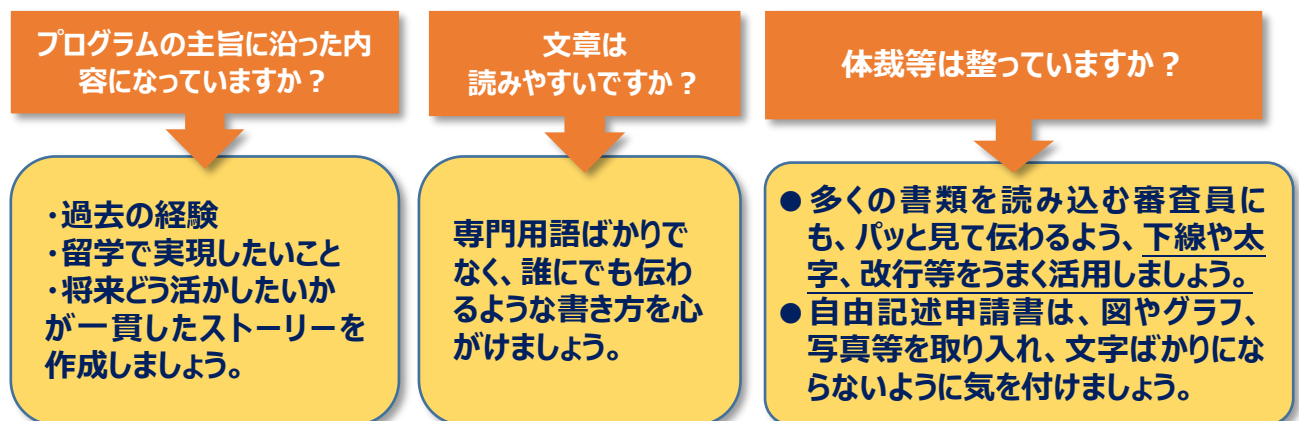 プログラムの主旨に沿った内
容になっていますか？
・過去の経験
・留学で実現したいこと
・将来どう活かしたいか
が一貫したストーリーを
作成しましょう。
文章は
読みやすいですか？
専門用語ばかりで
なく、誰にでも伝わ
るような書き方を心
がけましょう。
体裁等は整っていますか？
●多くの書類を読み込む審査員に
も、パッと見て伝わるよう、下線や太
字、改行等をうまく活用しましょう。
●自由記述申請書は、図やグラフ、
写真等を取り入れ、文字ばかりにな
らないように気を付けましょう。